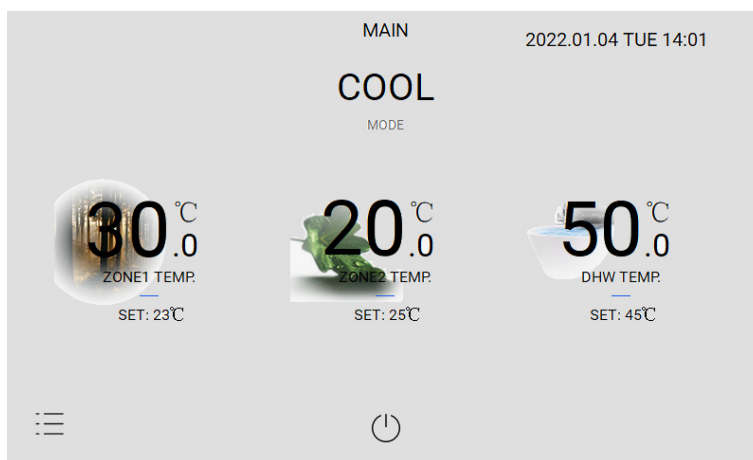 MAIN
2022.01.04 TUE 14:01
COOL
MODE
30.0℃
ZONE1 TEMP.
SET: 23℃
20.0℃
ZONE2 TEMP.
SET: 25℃
50.0℃
DHW TEMP.
SET: 45℃